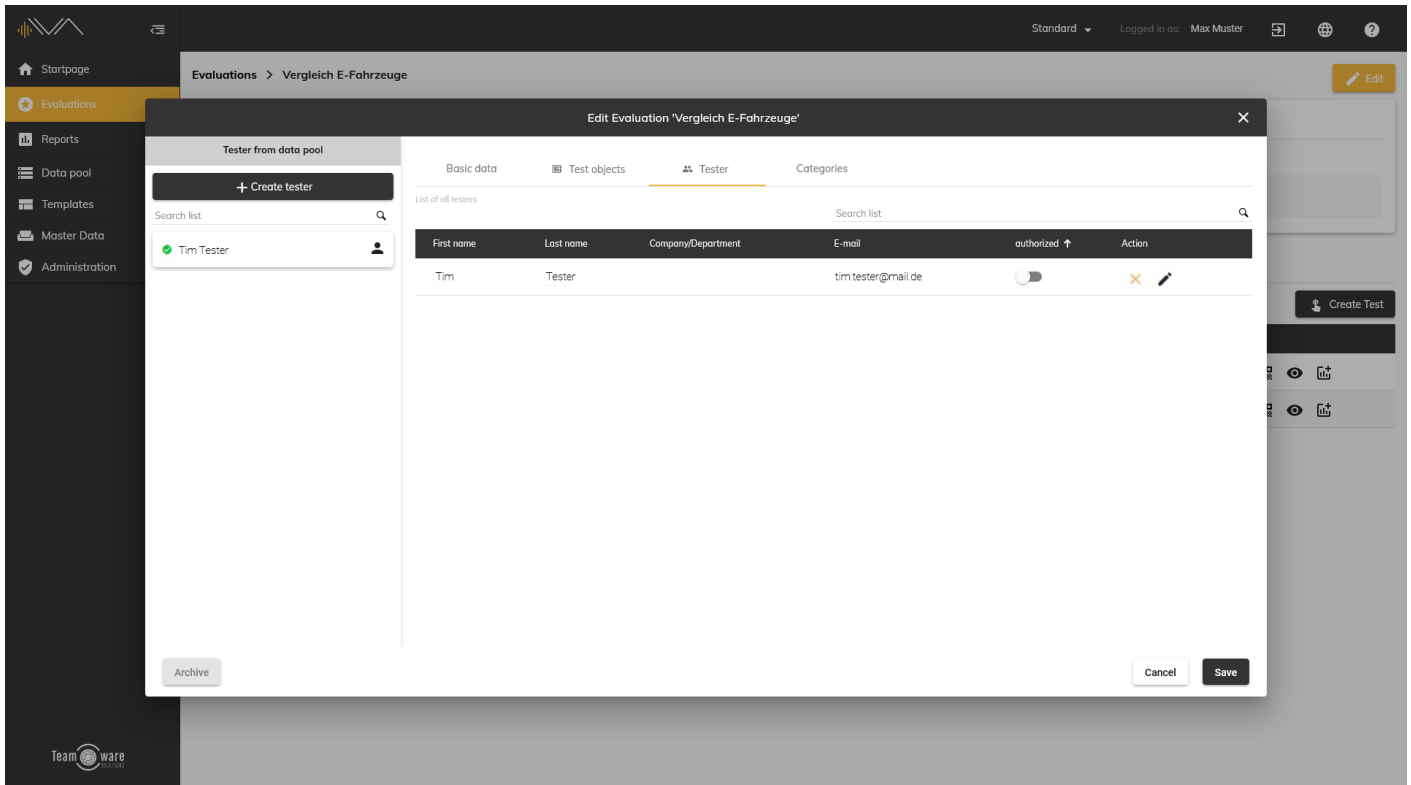 Standard
Logged in as: Max Muster
Startpage
Evaluations
Reports
Data pool
Templates
Master Data
Administration
Evaluations > Vergleich E-Fahrzeuge
Edit
Edit Evaluation 'Vergleich E-Fahrzeuge'
Tester from data pool
+ Create tester
Search list
Tim Tester
Basic data
Test objects
Tester
Categories
List of all testers
Search list
First name Last name Company/Department E-mail authorized Action
Tim Tester tim.tester@mail.de
Create Test
Archive
Cancel
Save
Team ware
SOLUTIONS